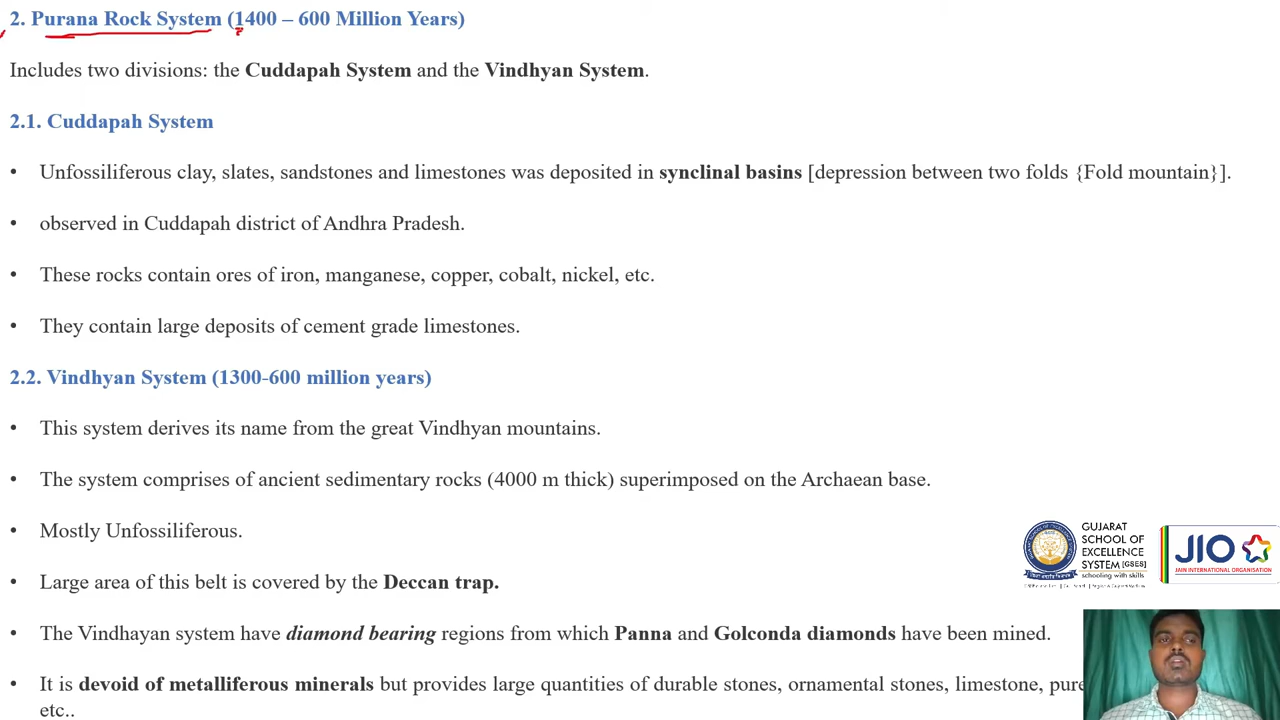 2. Purana Rock System (1400 – 600 Million Years)
Includes two divisions: the Cuddapah System and the Vindhyan System.
2.1. Cuddapah System
• Unfossiliferous clay, slates, sandstones and limestones was deposited in synclinal basins [depression between two folds {Fold mountain}].
• observed in Cuddapah district of Andhra Pradesh.
• These rocks contain ores of iron, manganese, copper, cobalt, nickel, etc.
• They contain large deposits of cement grade limestones.
2.2. Vindhyan System (1300-600 million years)
• This system derives its name from the great Vindhyan mountains.
• The system comprises of ancient sedimentary rocks (4000 m thick) superimposed on the Archaean base.
• Mostly Unfossiliferous.
• Large area of this belt is covered by the Deccan trap.
• The Vindhayan system have diamond bearing regions from which Panna and Golconda diamonds have been mined.
• It is devoid of metalliferous minerals but provides large quantities of durable stones, ornamental stones, limestone, pure
etc..
GUJARAT
SCHOOL OF
EXCELLENCE
SYSTEM [GSES]
schooling with skills
JIO
JAIN INTERNATIONAL ORGANISATION